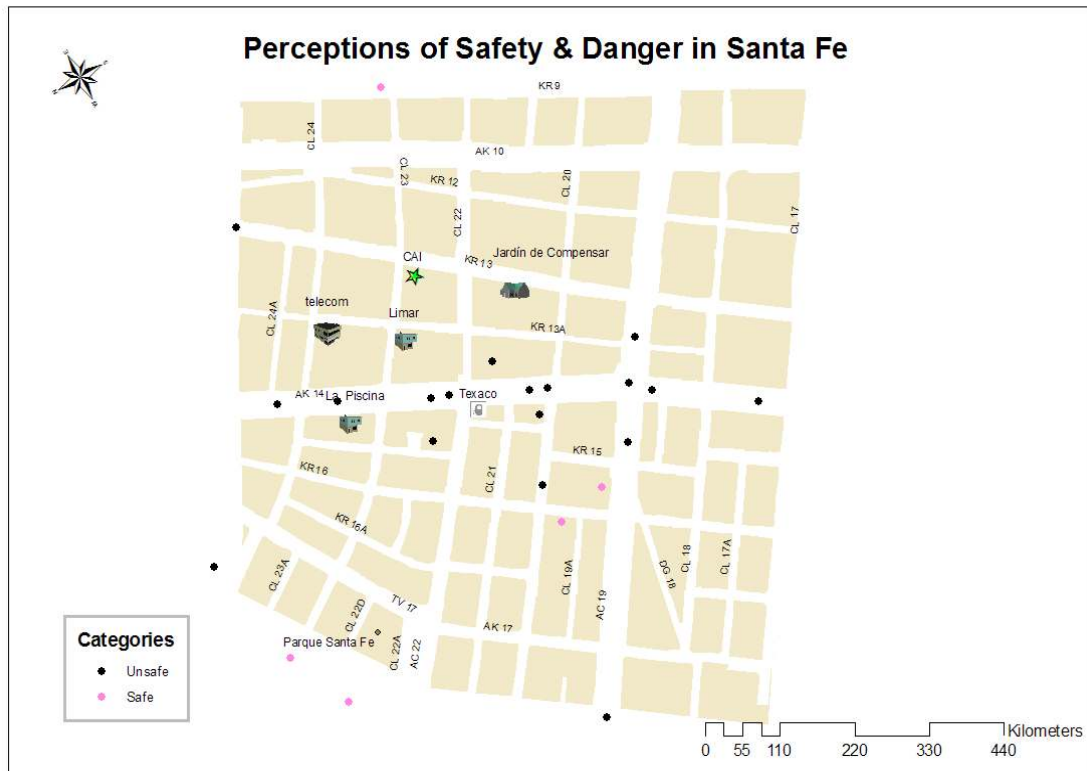 Perceptions of Safety & Danger in Santa Fe
KR 9
CL 24
AK 10
CL 23
KR 12
CL 20
CL 22
CL 17
CAI
KR 13
Jardín de Compensar
CL 24A
telecom
Limar
KR 13A
AK 14
La Piscina
Texaco
KR 15
KR 16
CL 21
KR 16A
CL 23A
CL 19A
DG 18
CL 18
CL 17A
TV 17
CL 22D
AC 19
AK 17
Parque Santa Fe
CL 22A
AC 22
Categories
Unsafe
Safe
Kilometers
0 55 110 220 330 440